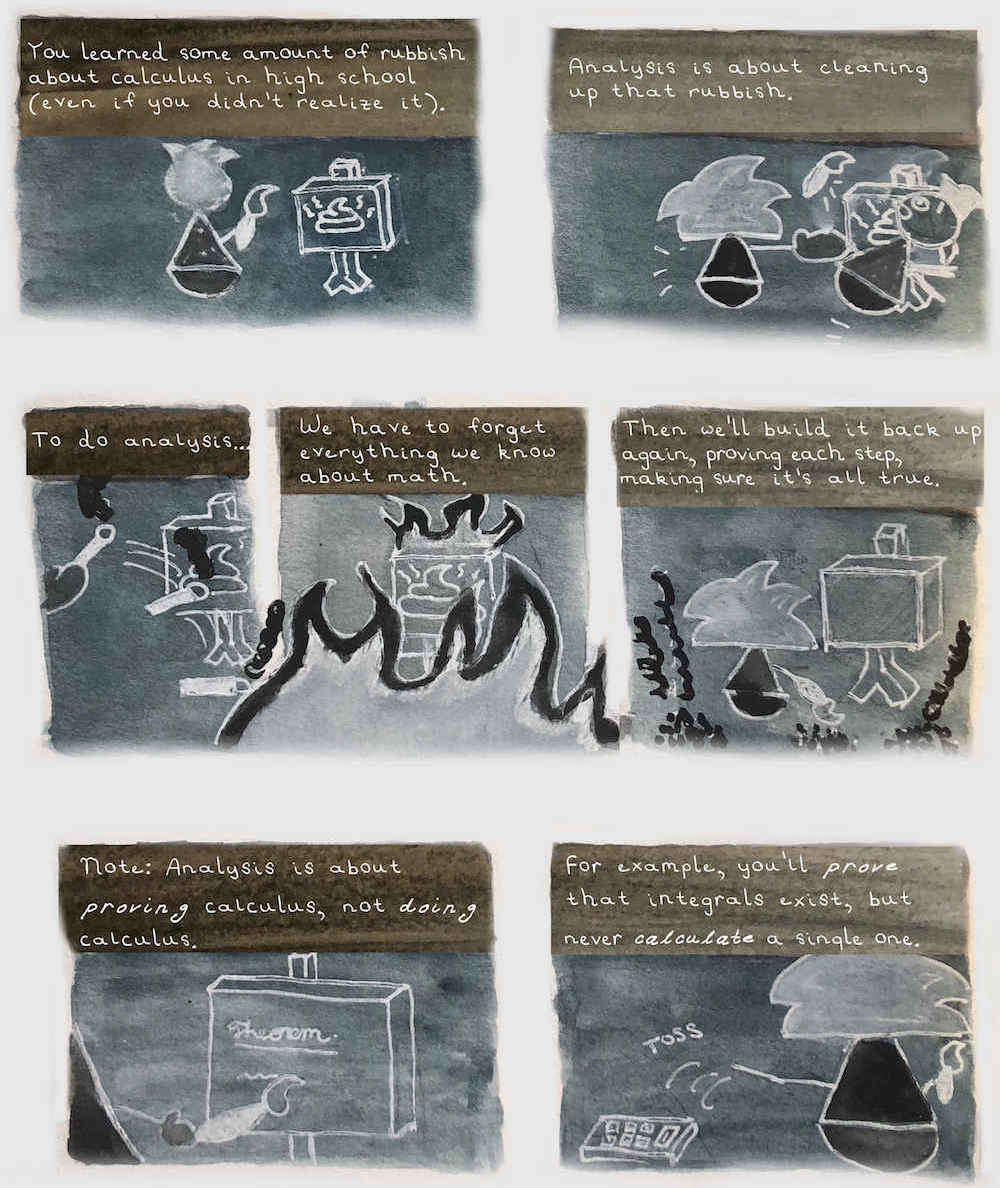 You learned some amount of rubbish
about calculus in high school
(even if you didn't realize it).
Analysis is about cleaning
up that rubbish.
To do analysis...
We have to forget
everything we know
about math.
Then we'll build it back up
again, proving each step,
making sure it's all true.
Note: Analysis is about
proving calculus, not doing
calculus.
Theorem.
For example, you'll prove
that integrals exist, but
never calculate a single one.
TOSS